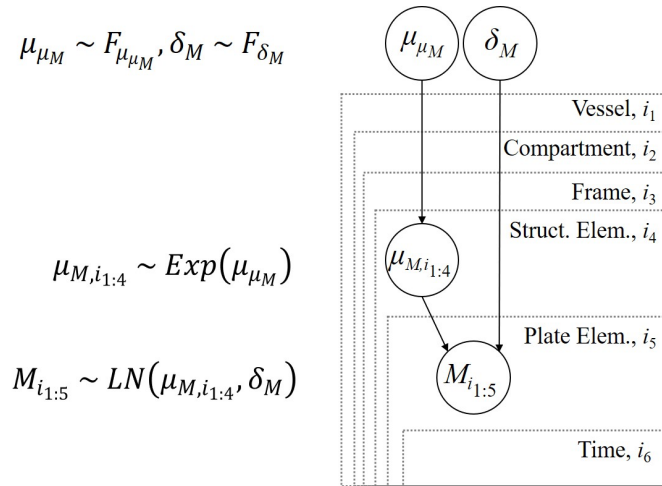 μ_{μ_M} ~ F_{μ_{μ_M}}, δ_M ~ F_{δ_M}
μ_{μ_M} δ_M
Vessel, i_1
Compartment, i_2
Frame, i_3
Struct. Elem., i_4
μ_{M,i_{1:4}} ~ Exp(μ_{μ_M})
μ_{M,i_{1:4}}
Plate Elem., i_5
M_{i_{1:5}} ~ LN(μ_{M,i_{1:4}}, δ_M)
M_{i_{1:5}}
Time, i_6